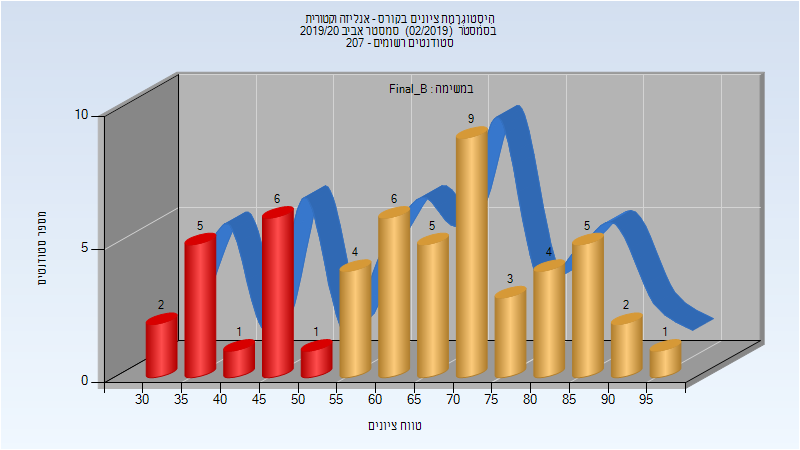 היסטוגרמת ציונים בקורס - אנליזה וקטורית
בסמסטר (02/2019) סמסטר אביב 2019/20
סטודנטים רשומים - 207
במשימה : Final_B
מספר סטודנטים
10
5
0
2
5
1
6
1
4
6
5
9
3
4
5
2
1
30 35 40 45 50 55 60 65 70 75 80 85 90 95
טווח ציונים